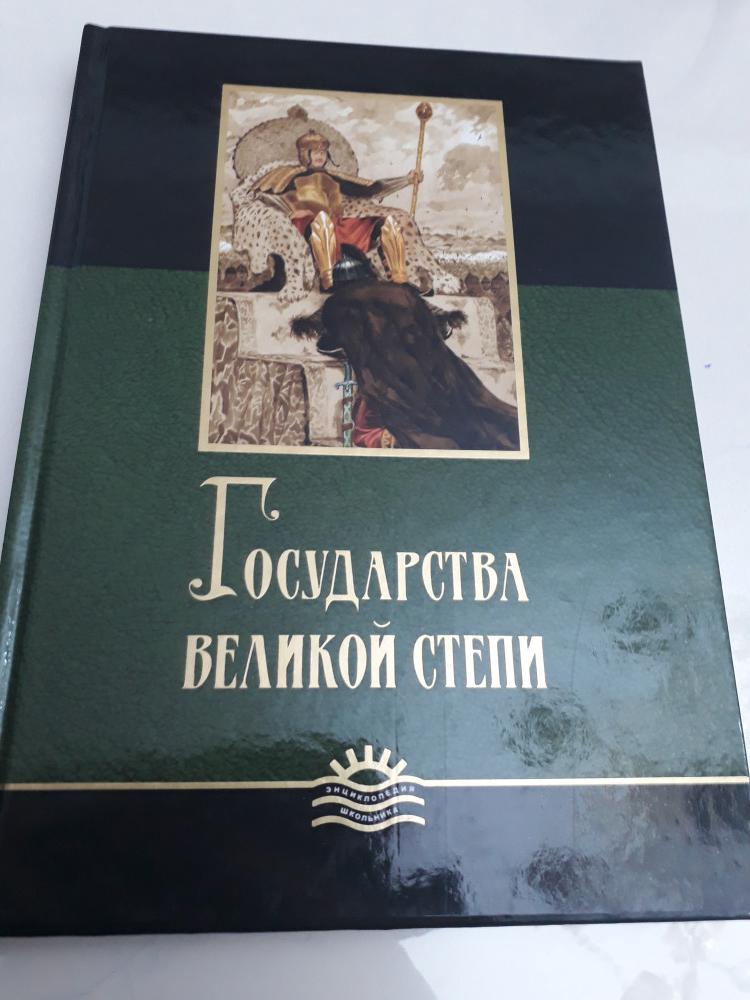 Государства
великой степи
энциклопедия
школьника